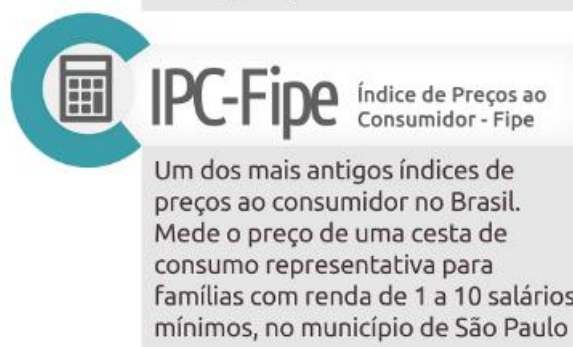 IPC-Fipe
Índice de Preços ao
Consumidor - Fipe
Um dos mais antigos índices de
preços ao consumidor no Brasil.
Mede o preço de uma cesta de
consumo representativa para
famílias com renda de 1 a 10 salários
mínimos, no município de São Paulo